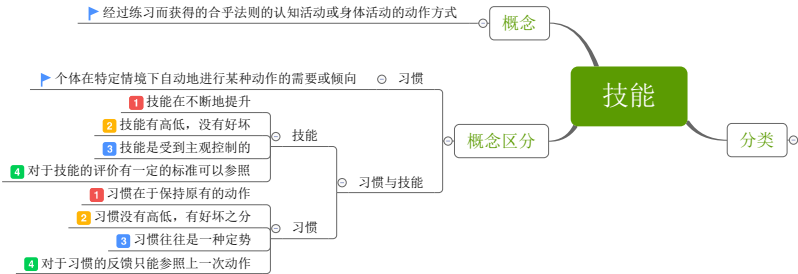 经过练习而获得的合乎法则的认知活动或身体活动的动作方式
概念
技能
分类
概念区分
个体在特定情境下自动地进行某种动作的需要或倾向
习惯
习惯与技能
技能
1 技能在不断地提升
2 技能有高低，没有好坏
3 技能是受到主观控制的
4 对于技能的评价有一定的标准可以参照
习惯
1 习惯在于保持原有的动作
2 习惯没有高低，有好坏之分
3 习惯往往是一种定势
4 对于习惯的反馈只能参照上一次动作